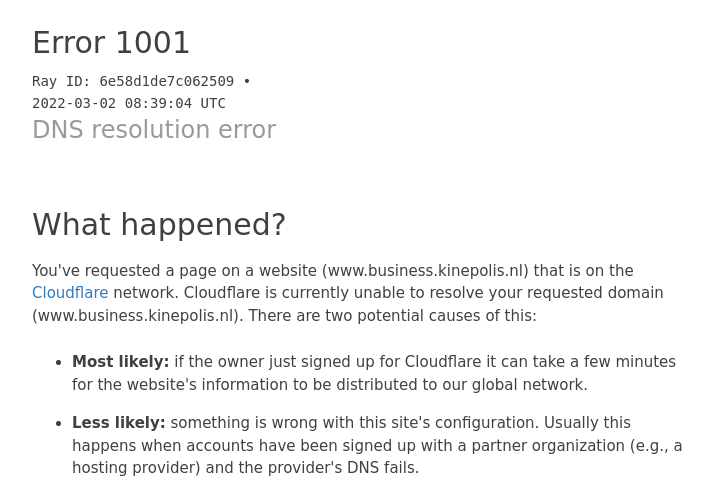 Error 1001
Ray ID: 6e58d1de7c062509 •
2022-03-02 08:39:04 UTC
DNS resolution error
What happened?
You've requested a page on a website (www.business.kinepolis.nl) that is on the
Cloudflare network. Cloudflare is currently unable to resolve your requested domain
(www.business.kinepolis.nl). There are two potential causes of this:
• Most likely: if the owner just signed up for Cloudflare it can take a few minutes
for the website's information to be distributed to our global network.
• Less likely: something is wrong with this site's configuration. Usually this
happens when accounts have been signed up with a partner organization (e.g., a
hosting provider) and the provider's DNS fails.